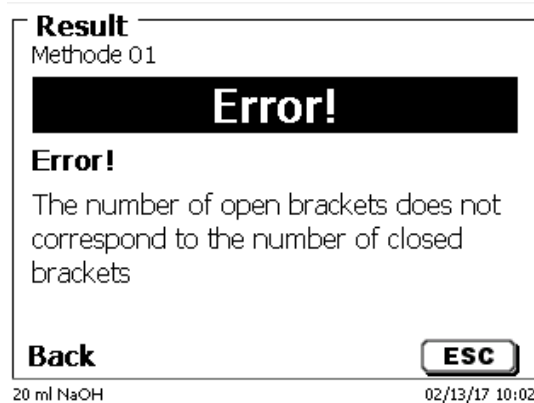 Result
Methode 01
Error!
Error!
The number of open brackets does not
correspond to the number of closed
brackets
Back
ESC
20 ml NaOH
02/13/17 10:02